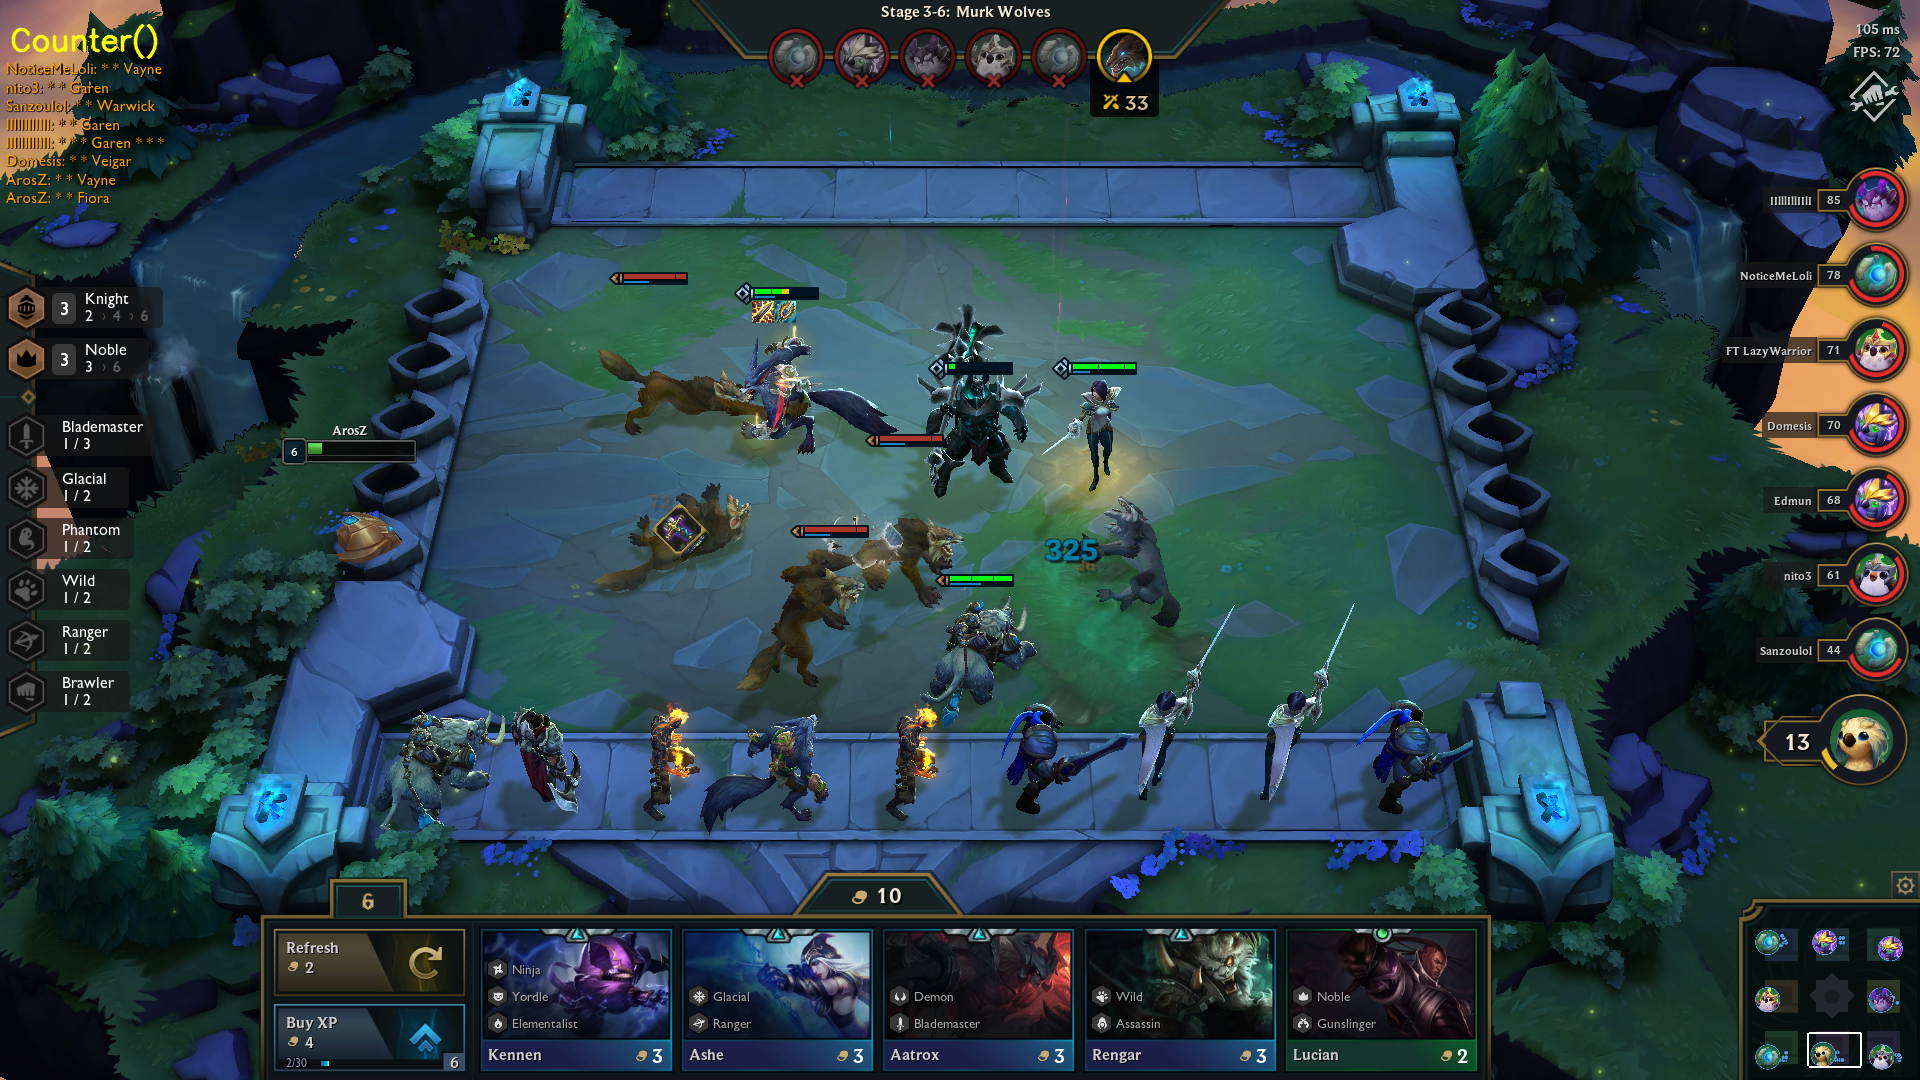 Stage 3-6: Murk Wolves
33
105 ms
FPS: 72
Counter()
NoticeMeLoli: * * Vayne
nito3: * * Garen
Sanzoulol: * * Warwick
IIIIIIIIIIII: * * Garen
IIIIIIIIIIII: * * * Garen * * *
Domesis: * * Veigar
ArosZ: * * Vayne
ArosZ: * * Fiora
3
Knight
2 › 4 › 6
3
Noble
3 › 6
Blademaster
1 / 3
Glacial
1 / 2
Phantom
1 / 2
Wild
1 / 2
Ranger
1 / 2
Brawler
1 / 2
ArosZ
6
325
85
NoticeMeLoli 78
FT LazyWarrior 71
Domesis 70
Edmun 68
nito3 61
Sanzoulol 44
13
6
10
Refresh
2
Buy XP
4
2/30
6
Ninja
Yordle
Elementalist
Kennen 3
Glacial
Ranger
Ashe 3
Demon
Blademaster
Aatrox 3
Wild
Assassin
Rengar 3
Noble
Gunslinger
Lucian 2